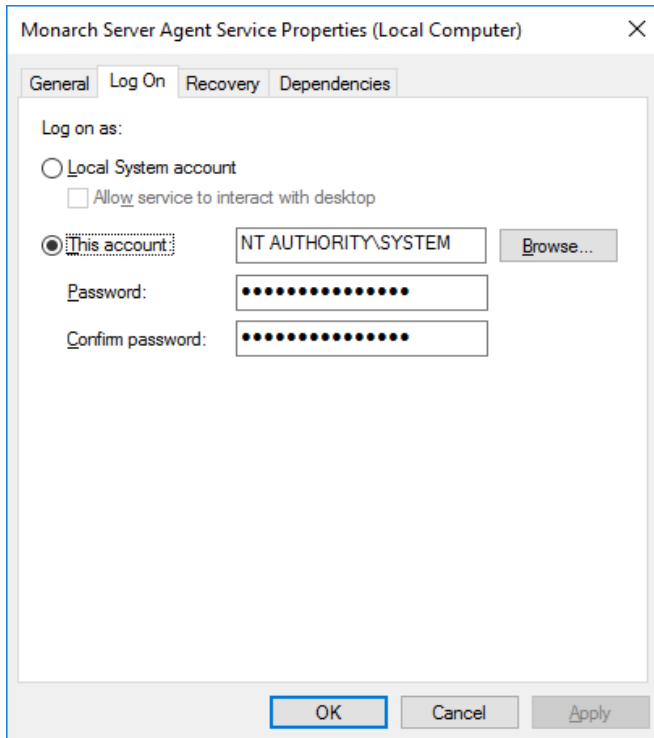 Monarch Server Agent Service Properties (Local Computer)
General Log On Recovery Dependencies
Log on as:
Local System account
Allow service to interact with desktop
This account: NT AUTHORITY\SYSTEM Browse...
Password: •••••••••••••••
Confirm password: •••••••••••••••
OK Cancel Apply